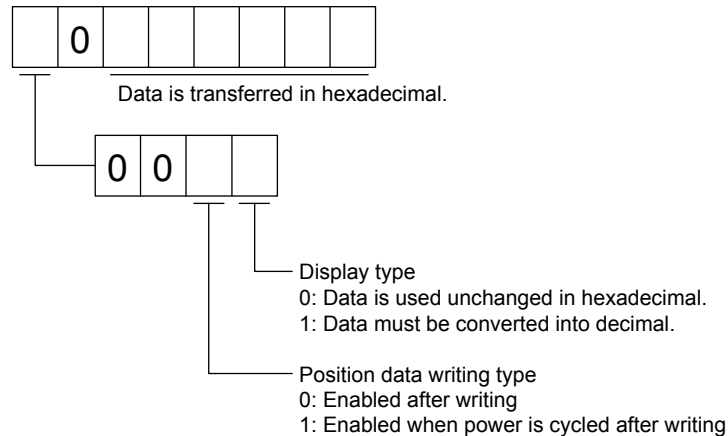 0
Data is transferred in hexadecimal.
0 0
Display type
0: Data is used unchanged in hexadecimal.
1: Data must be converted into decimal.
Position data writing type
0: Enabled after writing
1: Enabled when power is cycled after writing